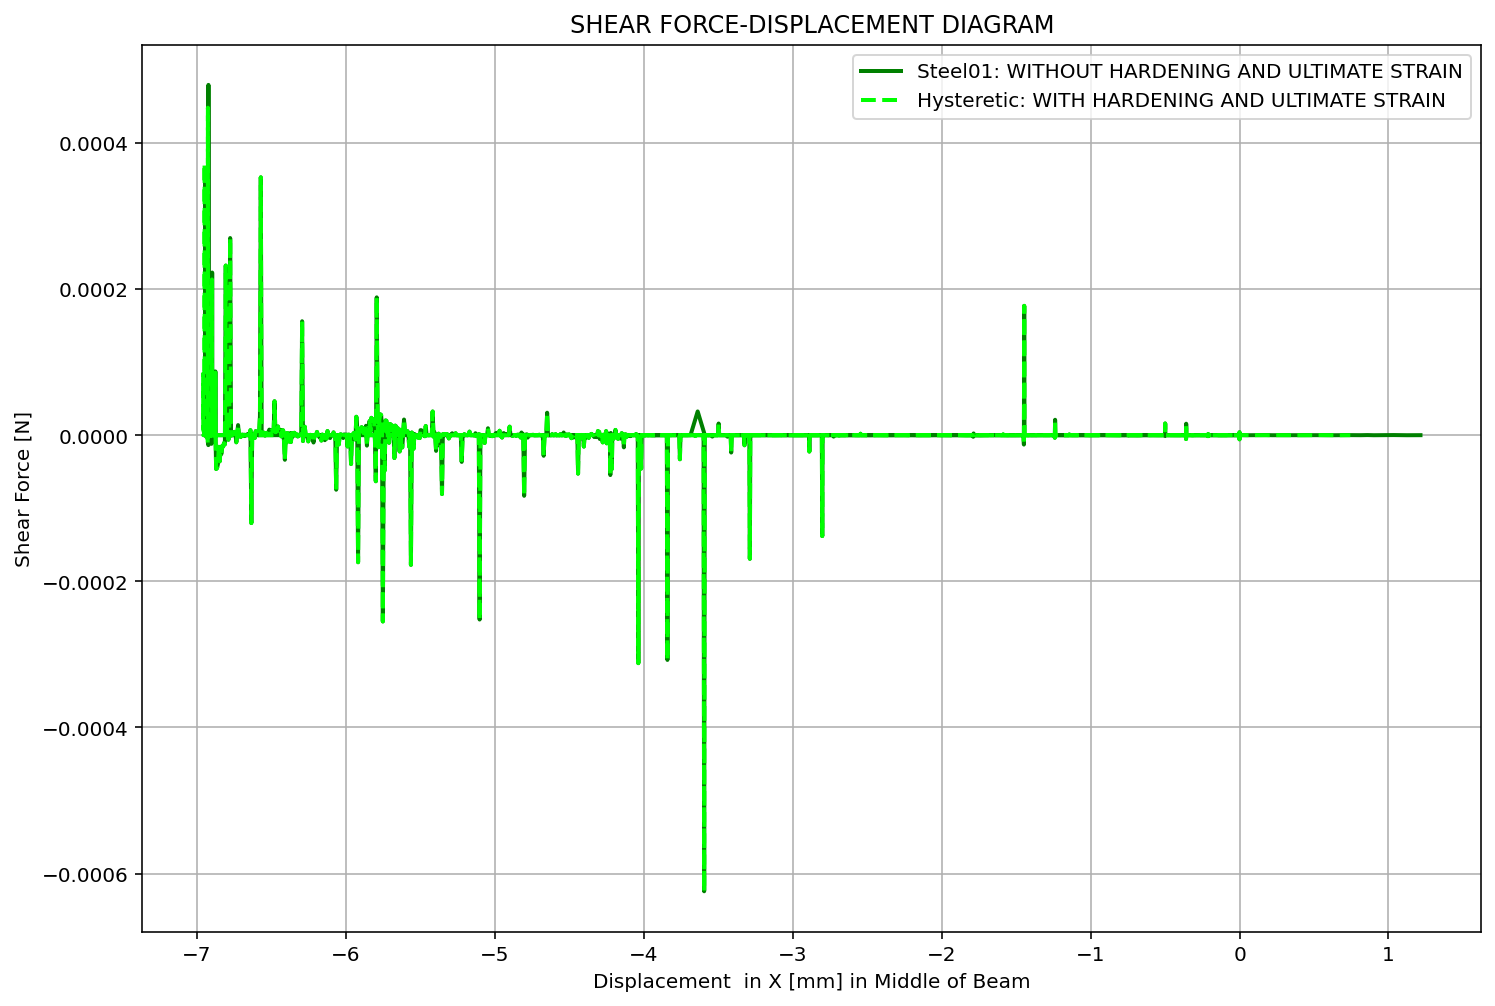 SHEAR FORCE-DISPLACEMENT DIAGRAM
Steel01: WITHOUT HARDENING AND ULTIMATE STRAIN
Hysteretic: WITH HARDENING AND ULTIMATE STRAIN
Shear Force [N]
0.0004
0.0002
0.0000
−0.0002
−0.0004
−0.0006
−7 −6 −5 −4 −3 −2 −1 0 1
Displacement  in X [mm] in Middle of Beam